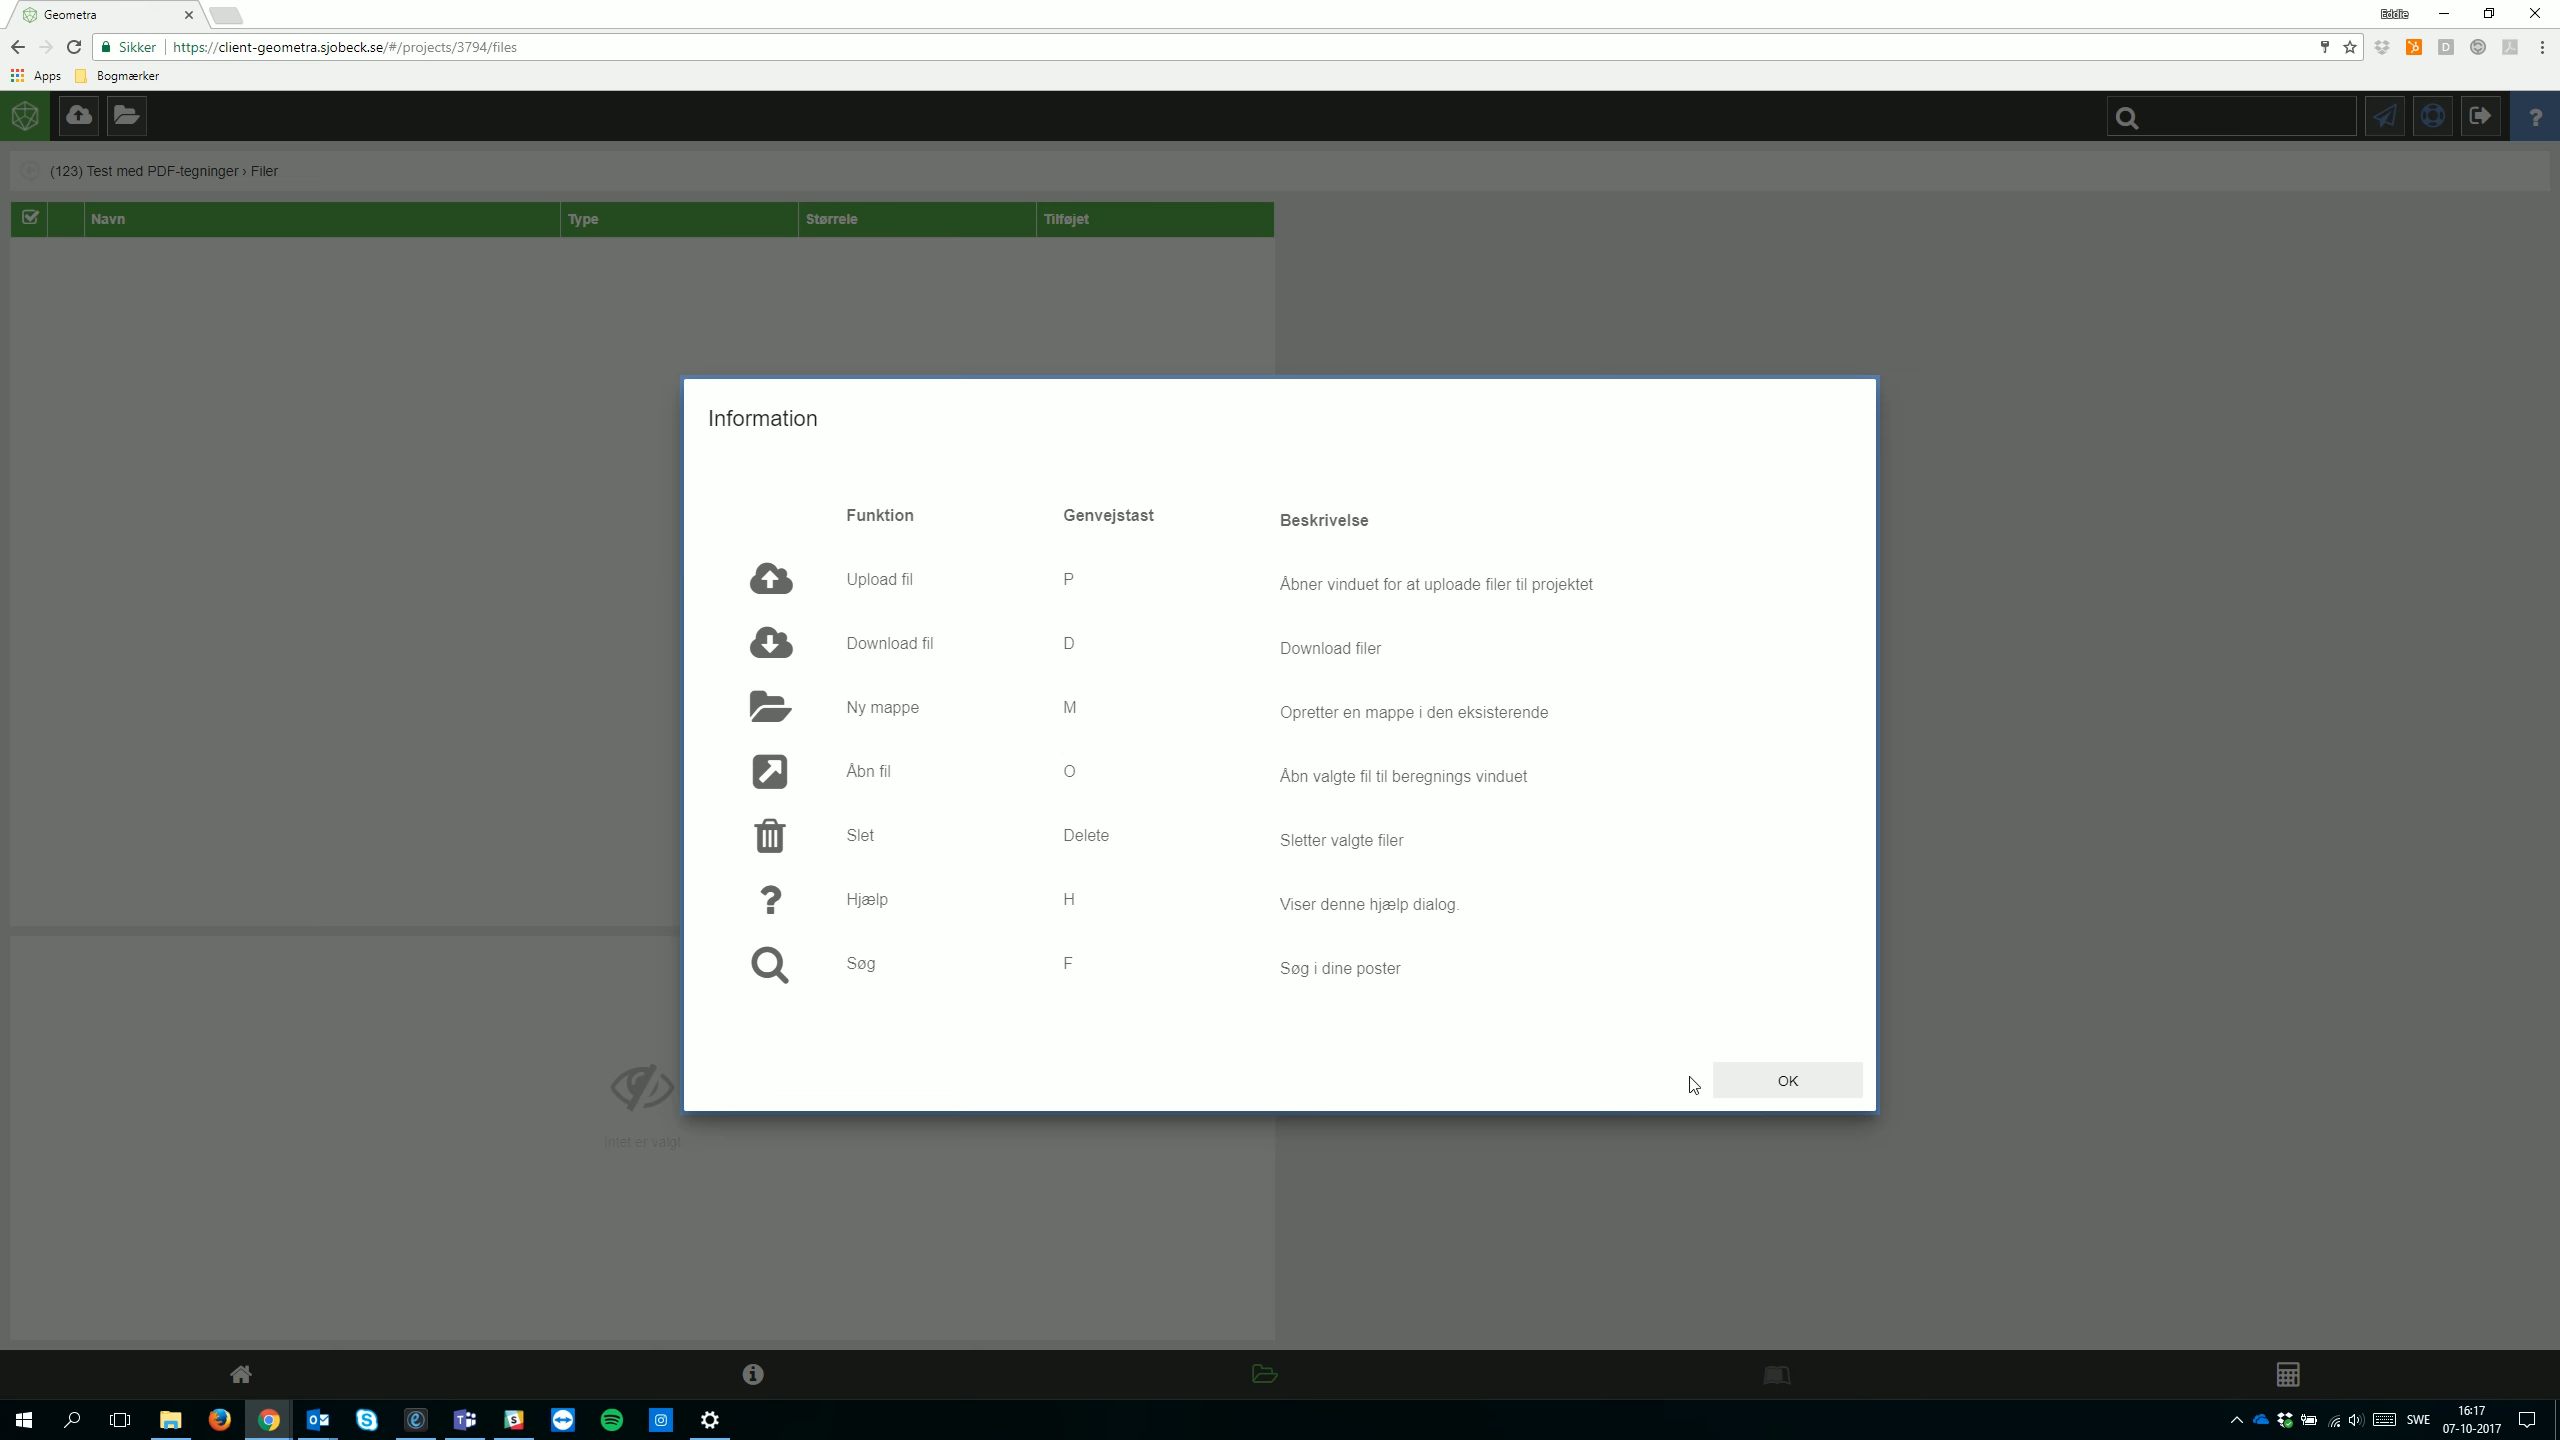 Geometra
Eddie
Sikker
https://client-geometra.sjobeck.se/#/projects/3794/files
Apps
Bogmærker
(123) Test med PDF-tegninger › Filer
Navn
Type
Størrele
Tilføjet
Information
Funktion
Genvejstast
Beskrivelse
Upload fil
P
Åbner vinduet for at uploade filer til projektet
Download fil
D
Download filer
Ny mappe
M
Opretter en mappe i den eksisterende
Åbn fil
O
Åbn valgte fil til beregnings vinduet
Slet
Delete
Sletter valgte filer
Hjælp
H
Viser denne hjælp dialog.
Søg
F
Søg i dine poster
OK
Intet er valgt
SWE
16:17
07-10-2017